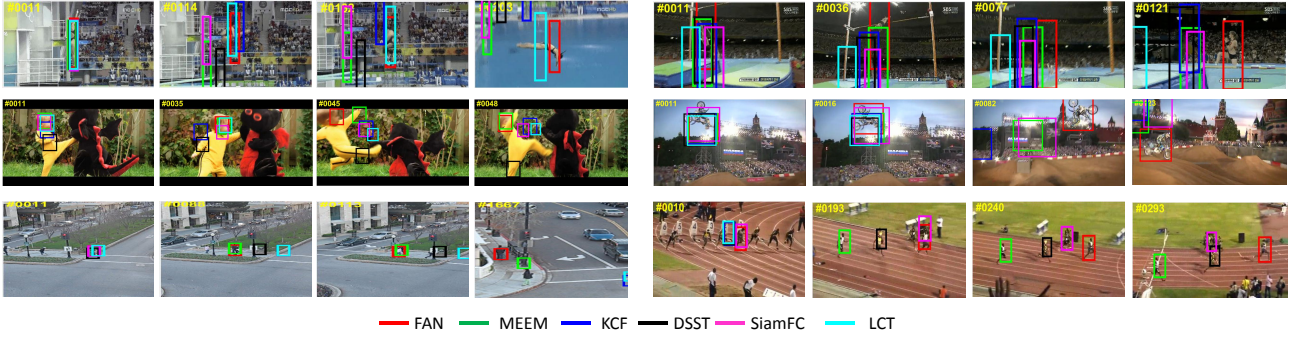 #0011 #0114 #0011 #0036 #0077 #0121
#0011 #0035 #0045 #0048 #0011 #0016 #0082
#0011 #0010 #0193 #0240 #0293
FAN MEEM KCF DSST SiamFC LCT